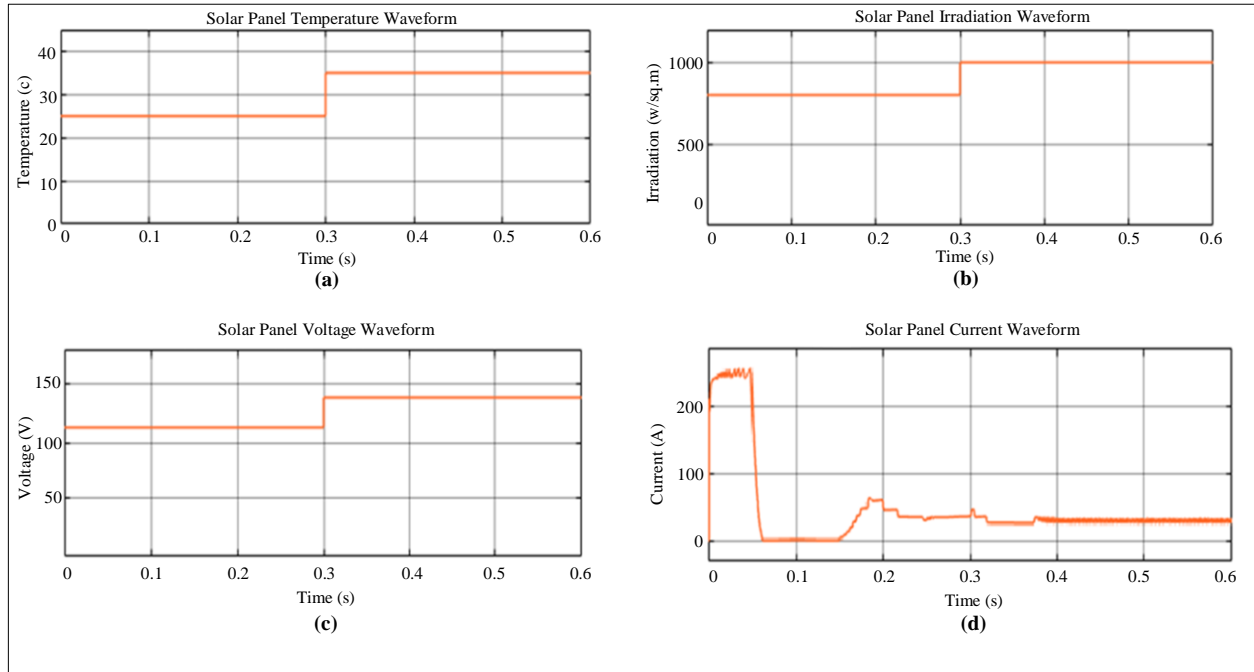 Solar Panel Temperature Waveform
40
30
20
10
0
Temperature (c)
0 0.1 0.2 0.3 0.4 0.5 0.6
Time (s)
(a)
Solar Panel Irradiation Waveform
1000
500
0
Irradiation (w/sq.m)
0 0.1 0.2 0.3 0.4 0.5 0.6
Time (s)
(b)
Solar Panel Voltage Waveform
150
100
50
Voltage (V)
0 0.1 0.2 0.3 0.4 0.5 0.6
Time (s)
(c)
Solar Panel Current Waveform
200
100
0
Current (A)
0 0.1 0.2 0.3 0.4 0.5 0.6
Time (s)
(d)